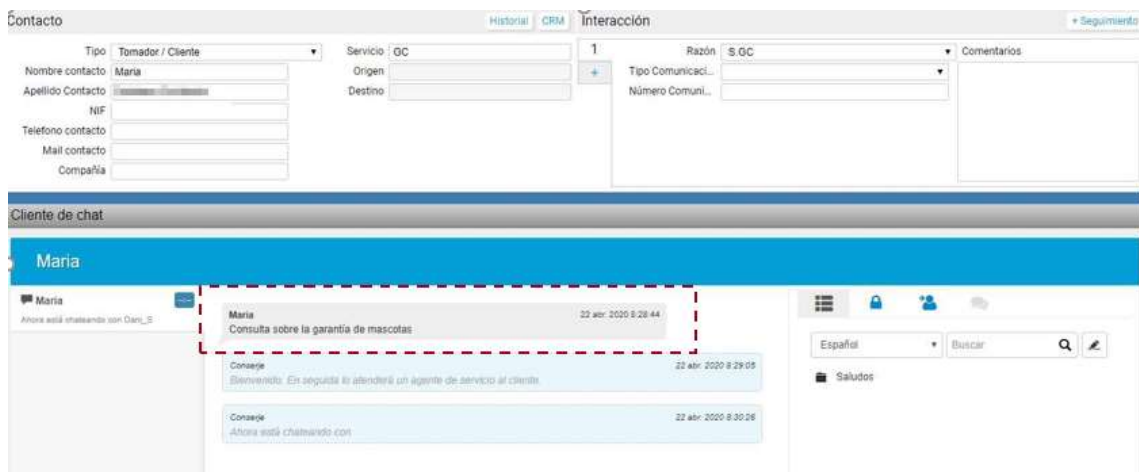 Contacto
Historial CRM
Interacción
+ Seguimiento
Tipo Tomador / Cliente
Servicio GC
1
Razón S.GC
Comentarios
Nombre contacto Maria
Origen
+
Tipo Comunicaci...
Apellido Contacto
Destino
Número Comuni...
NIF
Telefono contacto
Mail contacto
Compañía
Cliente de chat
Maria
Maria
Ahora está chateando con Dani_S
Maria 22 abr. 2020 8:28:44
Consulta sobre la garantía de mascotas
Conserje 22 abr. 2020 8:29:05
Bienvenido. En seguida lo atenderá un agente de servicio al cliente.
Conserje 22 abr. 2020 8:30:26
Ahora está chateando con
Español Buscar
Saludos